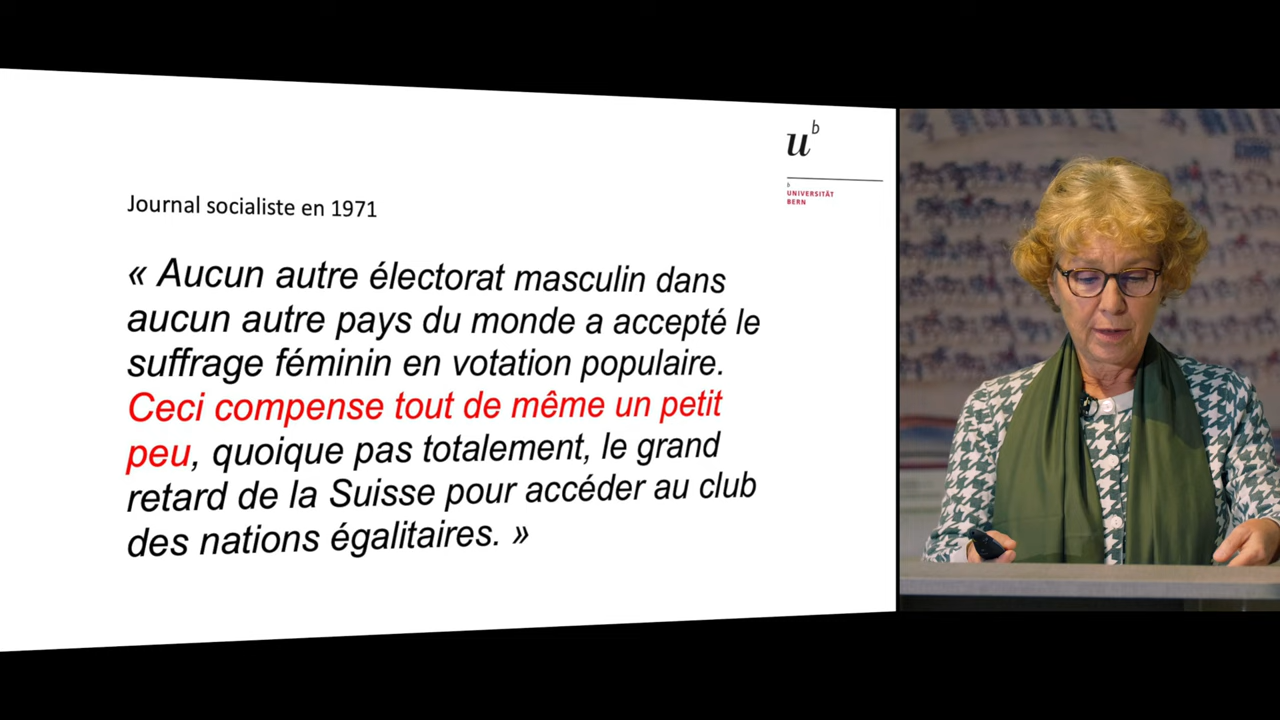 u^b
b
UNIVERSITÄT
BERN
Journal socialiste en 1971
« Aucun autre électorat masculin dans
aucun autre pays du monde a accepté le
suffrage féminin en votation populaire.
Ceci compense tout de même un petit
peu, quoique pas totalement, le grand
retard de la Suisse pour accéder au club
des nations égalitaires. »